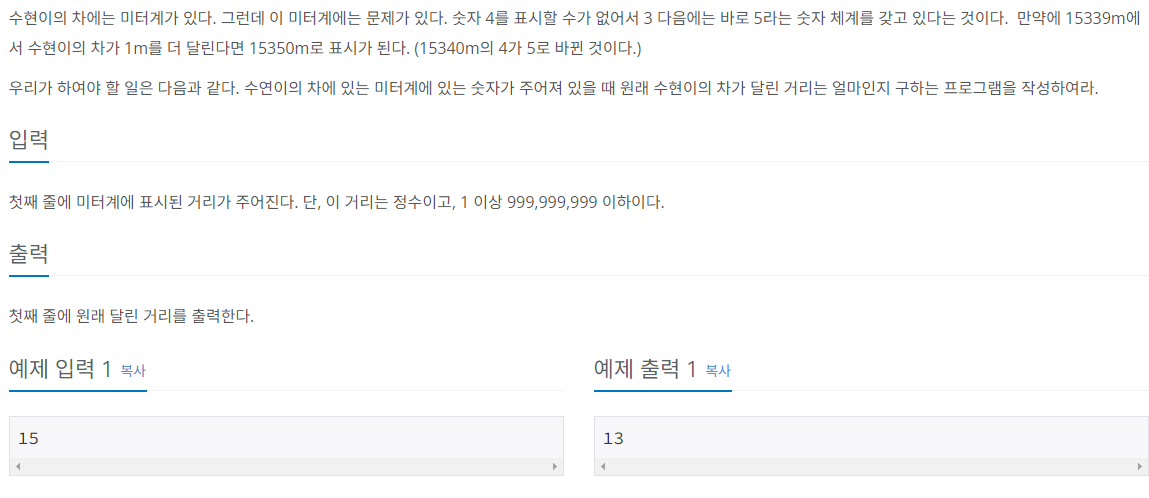 수현이의 차에는 미터계가 있다. 그런데 이 미터계에는 문제가 있다. 숫자 4를 표시할 수가 없어서 3 다음에는 바로 5라는 숫자 체계를 갖고 있다는 것이다.  만약에 15339m에
서 수현이의 차가 1m를 더 달린다면 15350m로 표시가 된다. (15340m의 4가 5로 바뀐 것이다.)
우리가 하여야 할 일은 다음과 같다. 수연이의 차에 있는 미터계에 있는 숫자가 주어져 있을 때 원래 수현이의 차가 달린 거리는 얼마인지 구하는 프로그램을 작성하여라.
입력
첫째 줄에 미터계에 표시된 거리가 주어진다. 단, 이 거리는 정수이고, 1 이상 999,999,999 이하이다.
출력
첫째 줄에 원래 달린 거리를 출력한다.
예제 입력 1 복사
15
예제 출력 1 복사
13